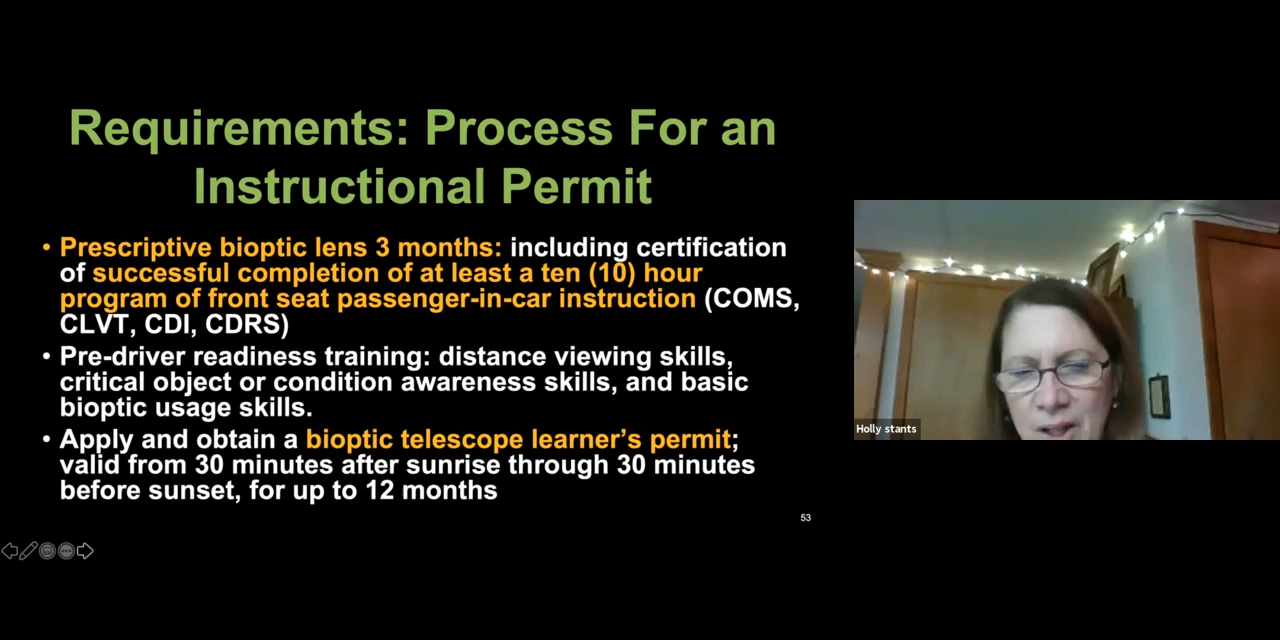 Requirements: Process For an
Instructional Permit
• Prescriptive bioptic lens 3 months: including certification
of successful completion of at least a ten (10) hour
program of front seat passenger-in-car instruction (COMS,
CLVT, CDI, CDRS)
• Pre-driver readiness training: distance viewing skills,
critical object or condition awareness skills, and basic
bioptic usage skills.
• Apply and obtain a bioptic telescope learner’s permit;
valid from 30 minutes after sunrise through 30 minutes
before sunset, for up to 12 months
53
Holly stants